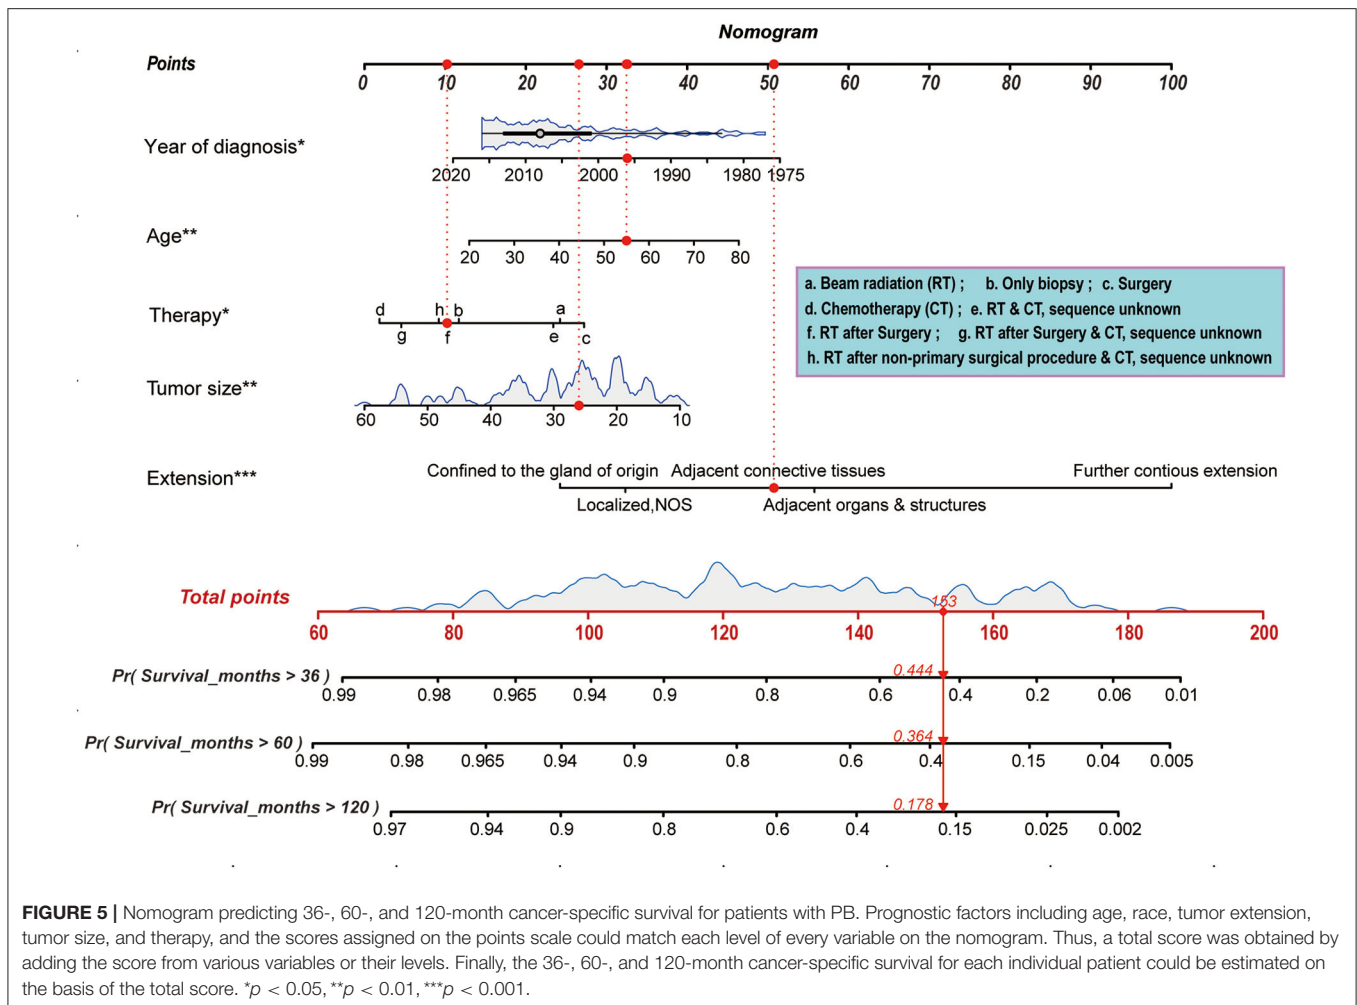 Nomogram
Points
0 10 20 30 40 50 60 70 80 90 100
Year of diagnosis*
2020 2010 2000 1990 1980 1975
Age**
20 30 40 50 60 70 80
Therapy*
d h b a
g f e c
a. Beam radiation (RT) ; b. Only biopsy ; c. Surgery
d. Chemotherapy (CT) ; e. RT & CT, sequence unknown
f. RT after Surgery ; g. RT after Surgery & CT, sequence unknown
h. RT after non-primary surgical procedure & CT, sequence unknown
Tumor size**
60 50 40 30 20 10
Extension***
Confined to the gland of origin Adjacent connective tissues Further contious extension
Localized,NOS Adjacent organs & structures
Total points
153
60 80 100 120 140 160 180 200
Pr( Survival_months > 36 )
0.444
0.99 0.98 0.965 0.94 0.9 0.8 0.6 0.4 0.2 0.06 0.01
Pr( Survival_months > 60 )
0.364
0.99 0.98 0.965 0.94 0.9 0.8 0.6 0.4 0.15 0.04 0.005
Pr( Survival_months > 120 )
0.178
0.97 0.94 0.9 0.8 0.6 0.4 0.15 0.025 0.002
FIGURE 5 | Nomogram predicting 36-, 60-, and 120-month cancer-specific survival for patients with PB. Prognostic factors including age, race, tumor extension,
tumor size, and therapy, and the scores assigned on the points scale could match each level of every variable on the nomogram. Thus, a total score was obtained by
adding the score from various variables or their levels. Finally, the 36-, 60-, and 120-month cancer-specific survival for each individual patient could be estimated on
the basis of the total score. *p < 0.05, **p < 0.01, ***p < 0.001.